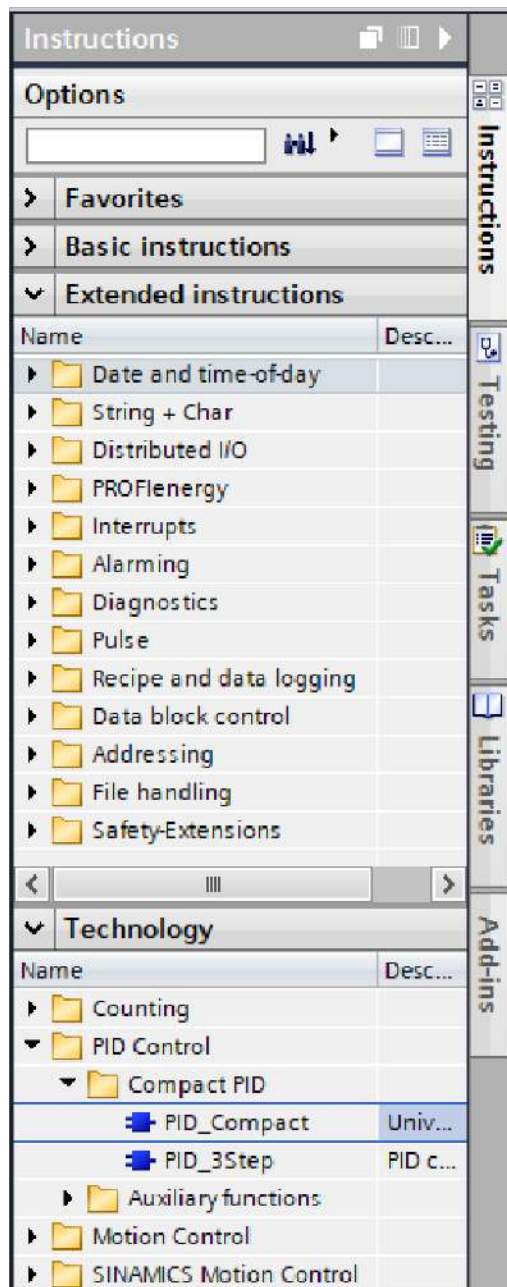 Instructions
Options
Favorites
Basic instructions
Extended instructions
Name Desc...
Date and time-of-day
String + Char
Distributed I/O
PROFIenergy
Interrupts
Alarming
Diagnostics
Pulse
Recipe and data logging
Data block control
Addressing
File handling
Safety-Extensions
Technology
Name Desc...
Counting
PID Control
Compact PID
PID_Compact Univ...
PID_3Step PID c...
Auxiliary functions
Motion Control
SINAMICS Motion Control
Instructions
Testing
Tasks
Libraries
Add-ins